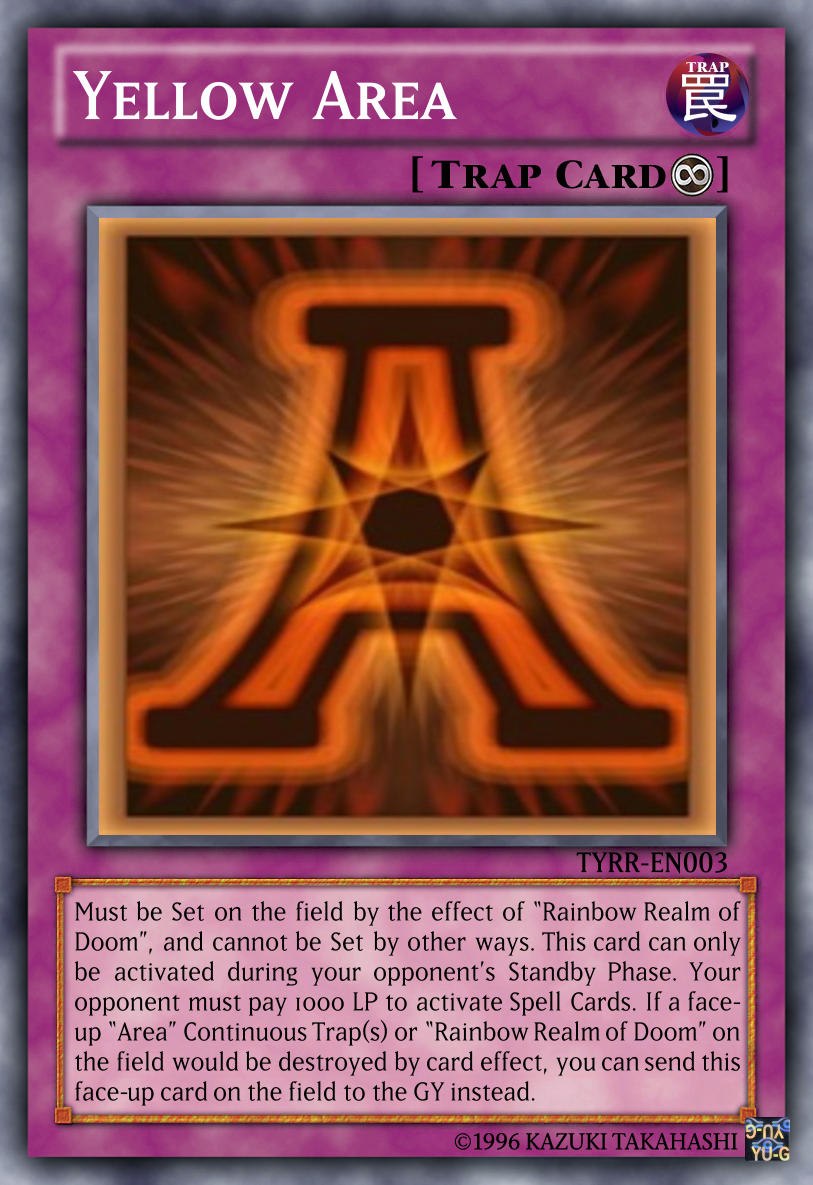 Yellow Area
TRAP
罠
[Trap Card]
A
TYRR-EN003
Must be Set on the field by the effect of "Rainbow Realm of
Doom", and cannot be Set by other ways. This card can only
be activated during your opponent's Standby Phase. Your
opponent must pay 1000 LP to activate Spell Cards. If a face-
up "Area" Continuous Trap(s) or "Rainbow Realm of Doom" on
the field would be destroyed by card effect, you can send this
face-up card on the field to the GY instead.
©1996 KAZUKI TAKAHASHI
YU-G
YU-G